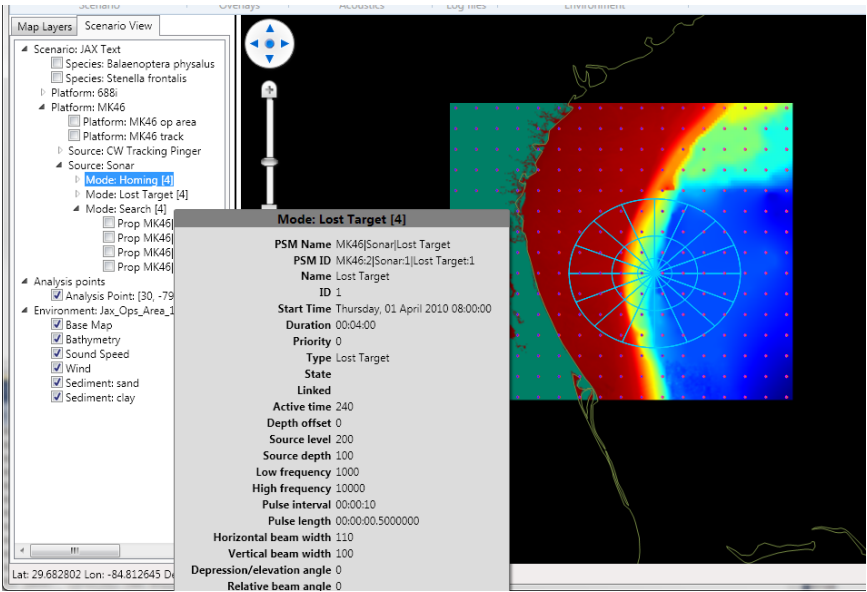 Scenario
Overlays
Acoustics
Log files
Environment
Map Layers
Scenario View
Scenario: JAX Text
Species: Balaenoptera physalus
Species: Stenella frontalis
Platform: 688i
Platform: MK46
Platform: MK46 op area
Platform: MK46 track
Source: CW Tracking Pinger
Source: Sonar
Mode: Homing [4]
Mode: Lost Target [4]
Mode: Search [4]
Prop MK46|
Prop MK46|
Prop MK46|
Prop MK46|
Analysis points
Analysis Point: [30, -79
Environment: Jax_Ops_Area_1
Base Map
Bathymetry
Sound Speed
Wind
Sediment: sand
Sediment: clay
Mode: Lost Target [4]
PSM Name MK46|Sonar|Lost Target
PSM ID MK46:2|Sonar:1|Lost Target:1
Name Lost Target
ID 1
Start Time Thursday, 01 April 2010 08:00:00
Duration 00:04:00
Priority 0
Type Lost Target
State
Linked
Active time 240
Depth offset 0
Source level 200
Source depth 100
Low frequency 1000
High frequency 10000
Pulse interval 00:00:10
Pulse length 00:00:00.5000000
Horizontal beam width 110
Vertical beam width 100
Depression/elevation angle 0
Relative beam angle 0
Lat: 29.682802 Lon: -84.812645 De